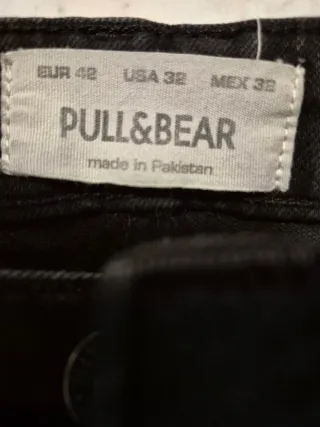 EUR 42 USA 32 MEX 32
PULL&BEAR
made in Pakistan